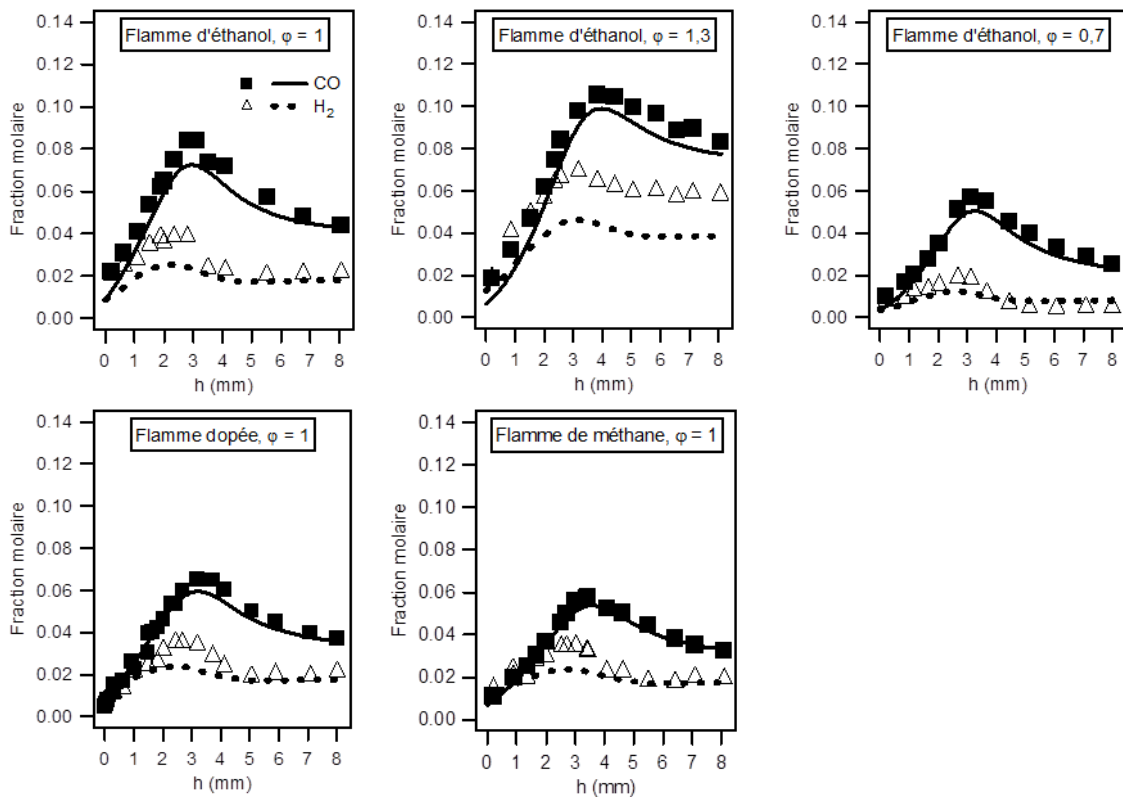 Flamme d'éthanol, φ = 1
CO
H2
0.14
0.12
0.10
0.08
0.06
0.04
0.02
0.00
Fraction molaire
0 1 2 3 4 5 6 7 8
h (mm)
Flamme d'éthanol, φ = 1,3
0.14
0.12
0.10
0.08
0.06
0.04
0.02
0.00
Fraction molaire
0 1 2 3 4 5 6 7 8
h (mm)
Flamme d'éthanol, φ = 0,7
0.14
0.12
0.10
0.08
0.06
0.04
0.02
0.00
Fraction molaire
0 1 2 3 4 5 6 7 8
h (mm)
Flamme dopée, φ = 1
0.14
0.12
0.10
0.08
0.06
0.04
0.02
0.00
Fraction molaire
0 1 2 3 4 5 6 7 8
h (mm)
Flamme de méthane, φ = 1
0.14
0.12
0.10
0.08
0.06
0.04
0.02
0.00
Fraction molaire
0 1 2 3 4 5 6 7 8
h (mm)